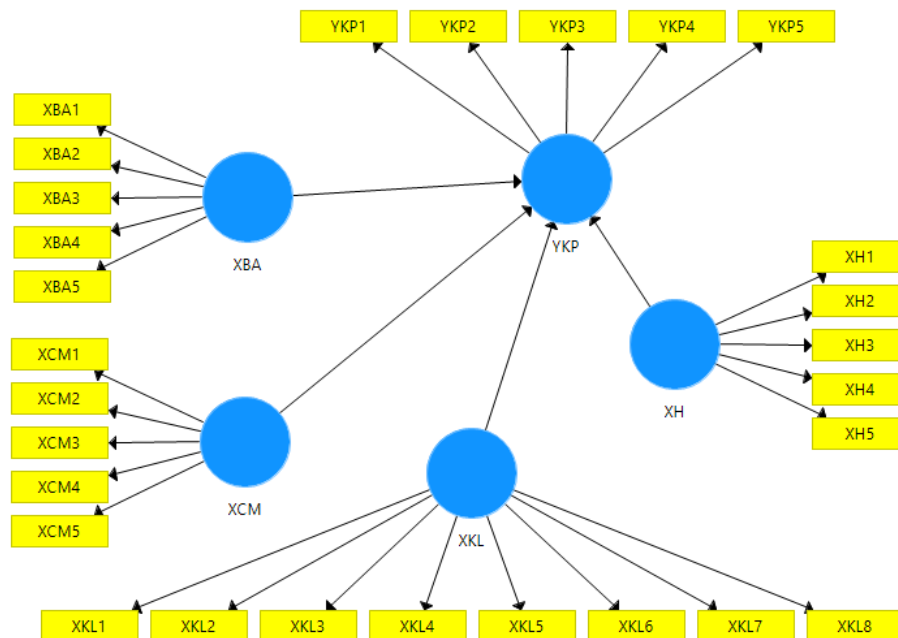 YKP1
YKP2
YKP3
YKP4
YKP5
YKP
XBA1
XBA2
XBA3
XBA4
XBA5
XBA
XH1
XH2
XH3
XH4
XH5
XH
XCM1
XCM2
XCM3
XCM4
XCM5
XCM
XKL
XKL1
XKL2
XKL3
XKL4
XKL5
XKL6
XKL7
XKL8